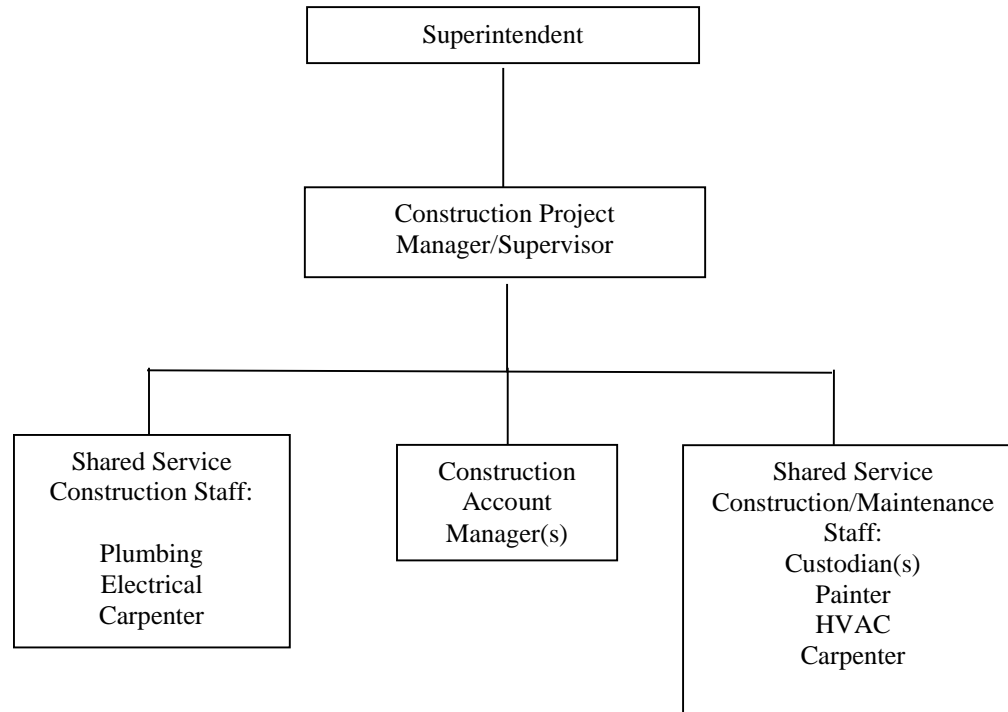 Superintendent
Construction Project
Manager/Supervisor
Shared Service
Construction Staff:
Plumbing
Electrical
Carpenter
Construction
Account
Manager(s)
Shared Service
Construction/Maintenance
Staff:
Custodian(s)
Painter
HVAC
Carpenter